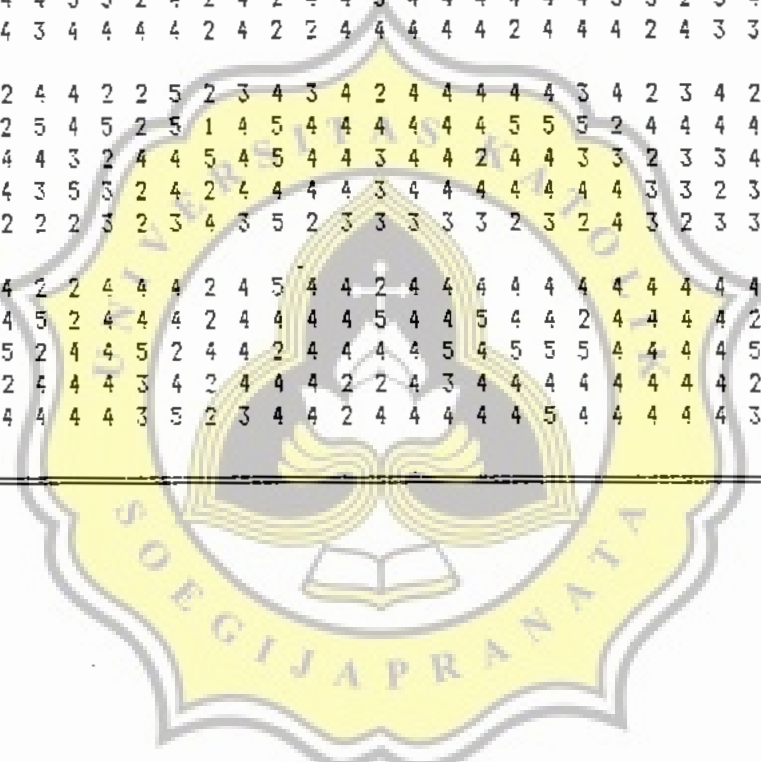 4 3 4 4 4 4 2 4 2 2 4 4 4 4 4 2 4 4 4 2 4 3 3
2 4 4 2 2 5 2 3 4 3 4 2 4 4 4 4 4 3 4 2 3 4 2
2 5 4 5 2 5 1 4 5 4 4 4 4 4 4 5 5 5 2 4 4 4 4
4 4 3 2 4 4 5 4 5 4 4 3 4 4 2 4 4 3 3 2 3 3 4
4 3 5 3 2 4 2 4 4 4 4 3 4 4 4 4 4 4 4 3 3 2 3
2 2 2 3 2 3 4 3 5 2 3 3 3 3 3 2 3 2 4 3 2 3 3
4 2 2 4 4 4 2 4 5 4 4 2 4 4 4 4 4 4 4 4 4 4 4
4 5 2 4 4 4 2 4 4 4 4 5 4 4 5 4 4 2 4 4 4 4 2
5 2 4 4 5 2 4 4 2 4 4 4 4 5 4 5 5 5 4 4 4 4 5
2 4 4 4 3 4 2 4 4 4 2 2 4 3 4 4 4 4 4 4 4 4 2
4 4 4 4 3 5 2 3 4 4 2 4 4 4 4 4 5 4 4 4 4 4 3
UNIVERSITAS KATOLIK
SOEGIJAPRANATA